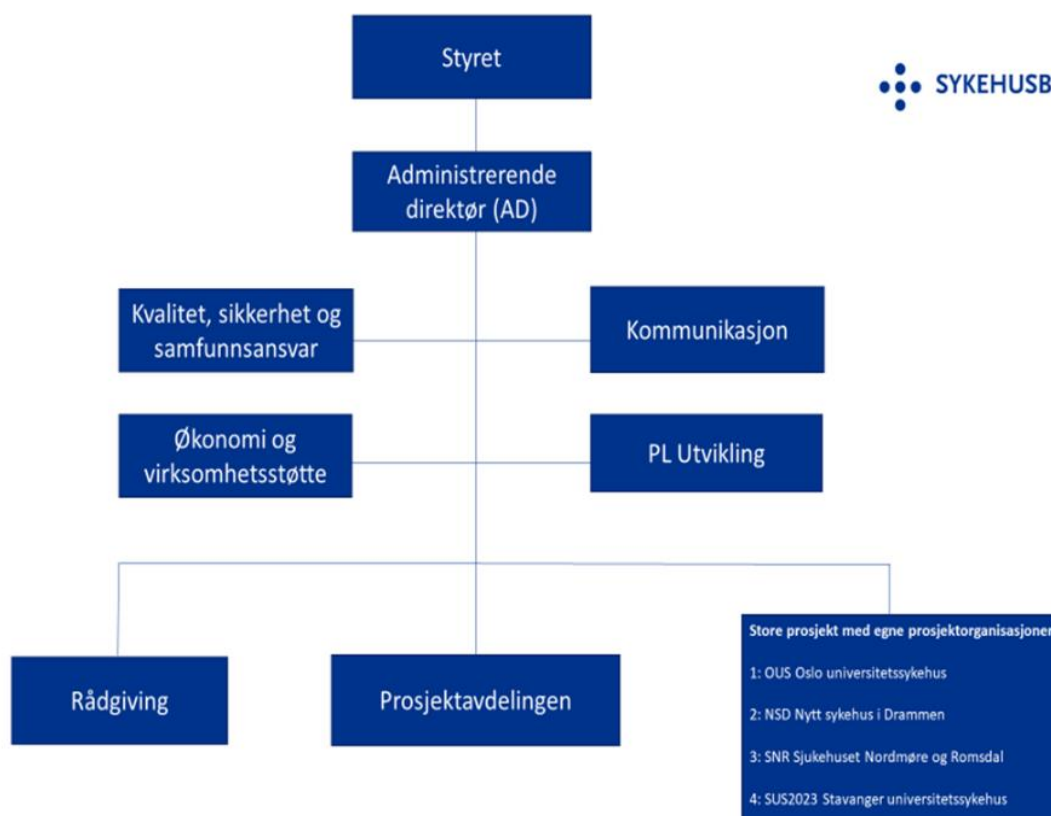 Styret
SYKEHUSB
Administrerende
direktør (AD)
Kvalitet, sikkerhet og
samfunnsansvar
Kommunikasjon
Økonomi og
virksomhetsstøtte
PL Utvikling
Rådgiving
Prosjektavdelingen
Store prosjekt med egne prosjektorganisasjoner
1: OUS Oslo universitetssykehus
2: NSD Nytt sykehus i Drammen
3: SNR Sjukehuset Nordmøre og Romsdal
4: SUS2023 Stavanger universitetssykehus